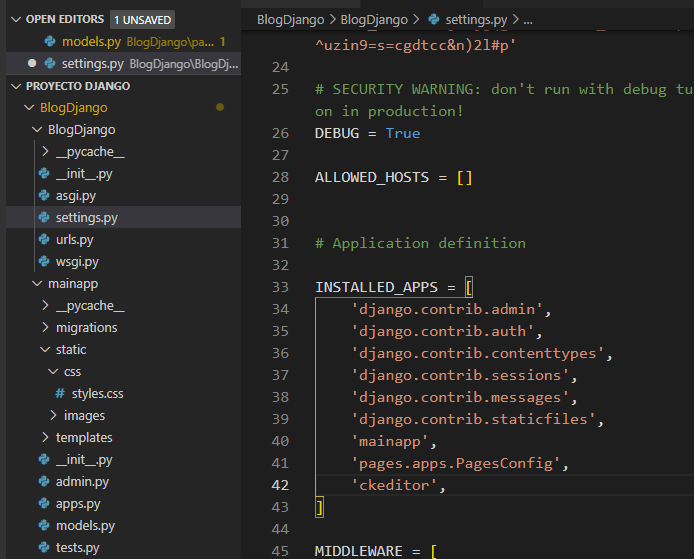 OPEN EDITORS 1 UNSAVED
models.py BlogDjango\pa... 1
settings.py BlogDjango\BlogDj...
PROYECTO DJANGO
BlogDjango
BlogDjango
__pycache__
__init__.py
asgi.py
settings.py
urls.py
wsgi.py
mainapp
__pycache__
migrations
static
css
# styles.css
images
templates
__init__.py
admin.py
apps.py
models.py
tests.py
BlogDjango > BlogDjango > settings.py > ...
^uzin9=s=cgdtcc&n)2l#p'
24
25 # SECURITY WARNING: don't run with debug tu
on in production!
26 DEBUG = True
27
28 ALLOWED_HOSTS = []
29
30
31 # Application definition
32
33 INSTALLED_APPS = [
34 'django.contrib.admin',
35 'django.contrib.auth',
36 'django.contrib.contenttypes',
37 'django.contrib.sessions',
38 'django.contrib.messages',
39 'django.contrib.staticfiles',
40 'mainapp',
41 'pages.apps.PagesConfig',
42 'ckeditor',
43 ]
44
45 MIDDLEWARE = [